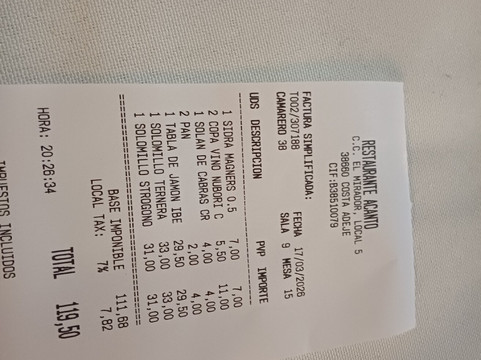 RESTAURANTE ACANTO
C.C. EL MIRADOR, LOCAL 5
38660 COSTA ADEJE
CIF:B38510079
FACTURA SIMPLIFICADA:
T002/307188 FECHA 17/03/2026
CAMARERO 38 SALA 9 MESA 15
UDS DESCRIPCION PVP IMPORTE
1 SIDRA MAGNERS 0.5 7,00 7,00
2 COPA VINO NUBORI C 5,50 11,00
1 SOLAN DE CABRAS CR 4,00 4,00
2 PAN 2,00 4,00
1 TABLA DE JAMON IBE 29,50 29,50
1 SOLOMILLO TERNERA 33,00 33,00
1 SOLOMILLO STROGONO 31,00 31,00
BASE IMPONIBLE 111,68
LOCAL TAX: 7% 7,82
TOTAL 119,50
HORA: 20:26:34
IMPUESTOS INCLUIDOS